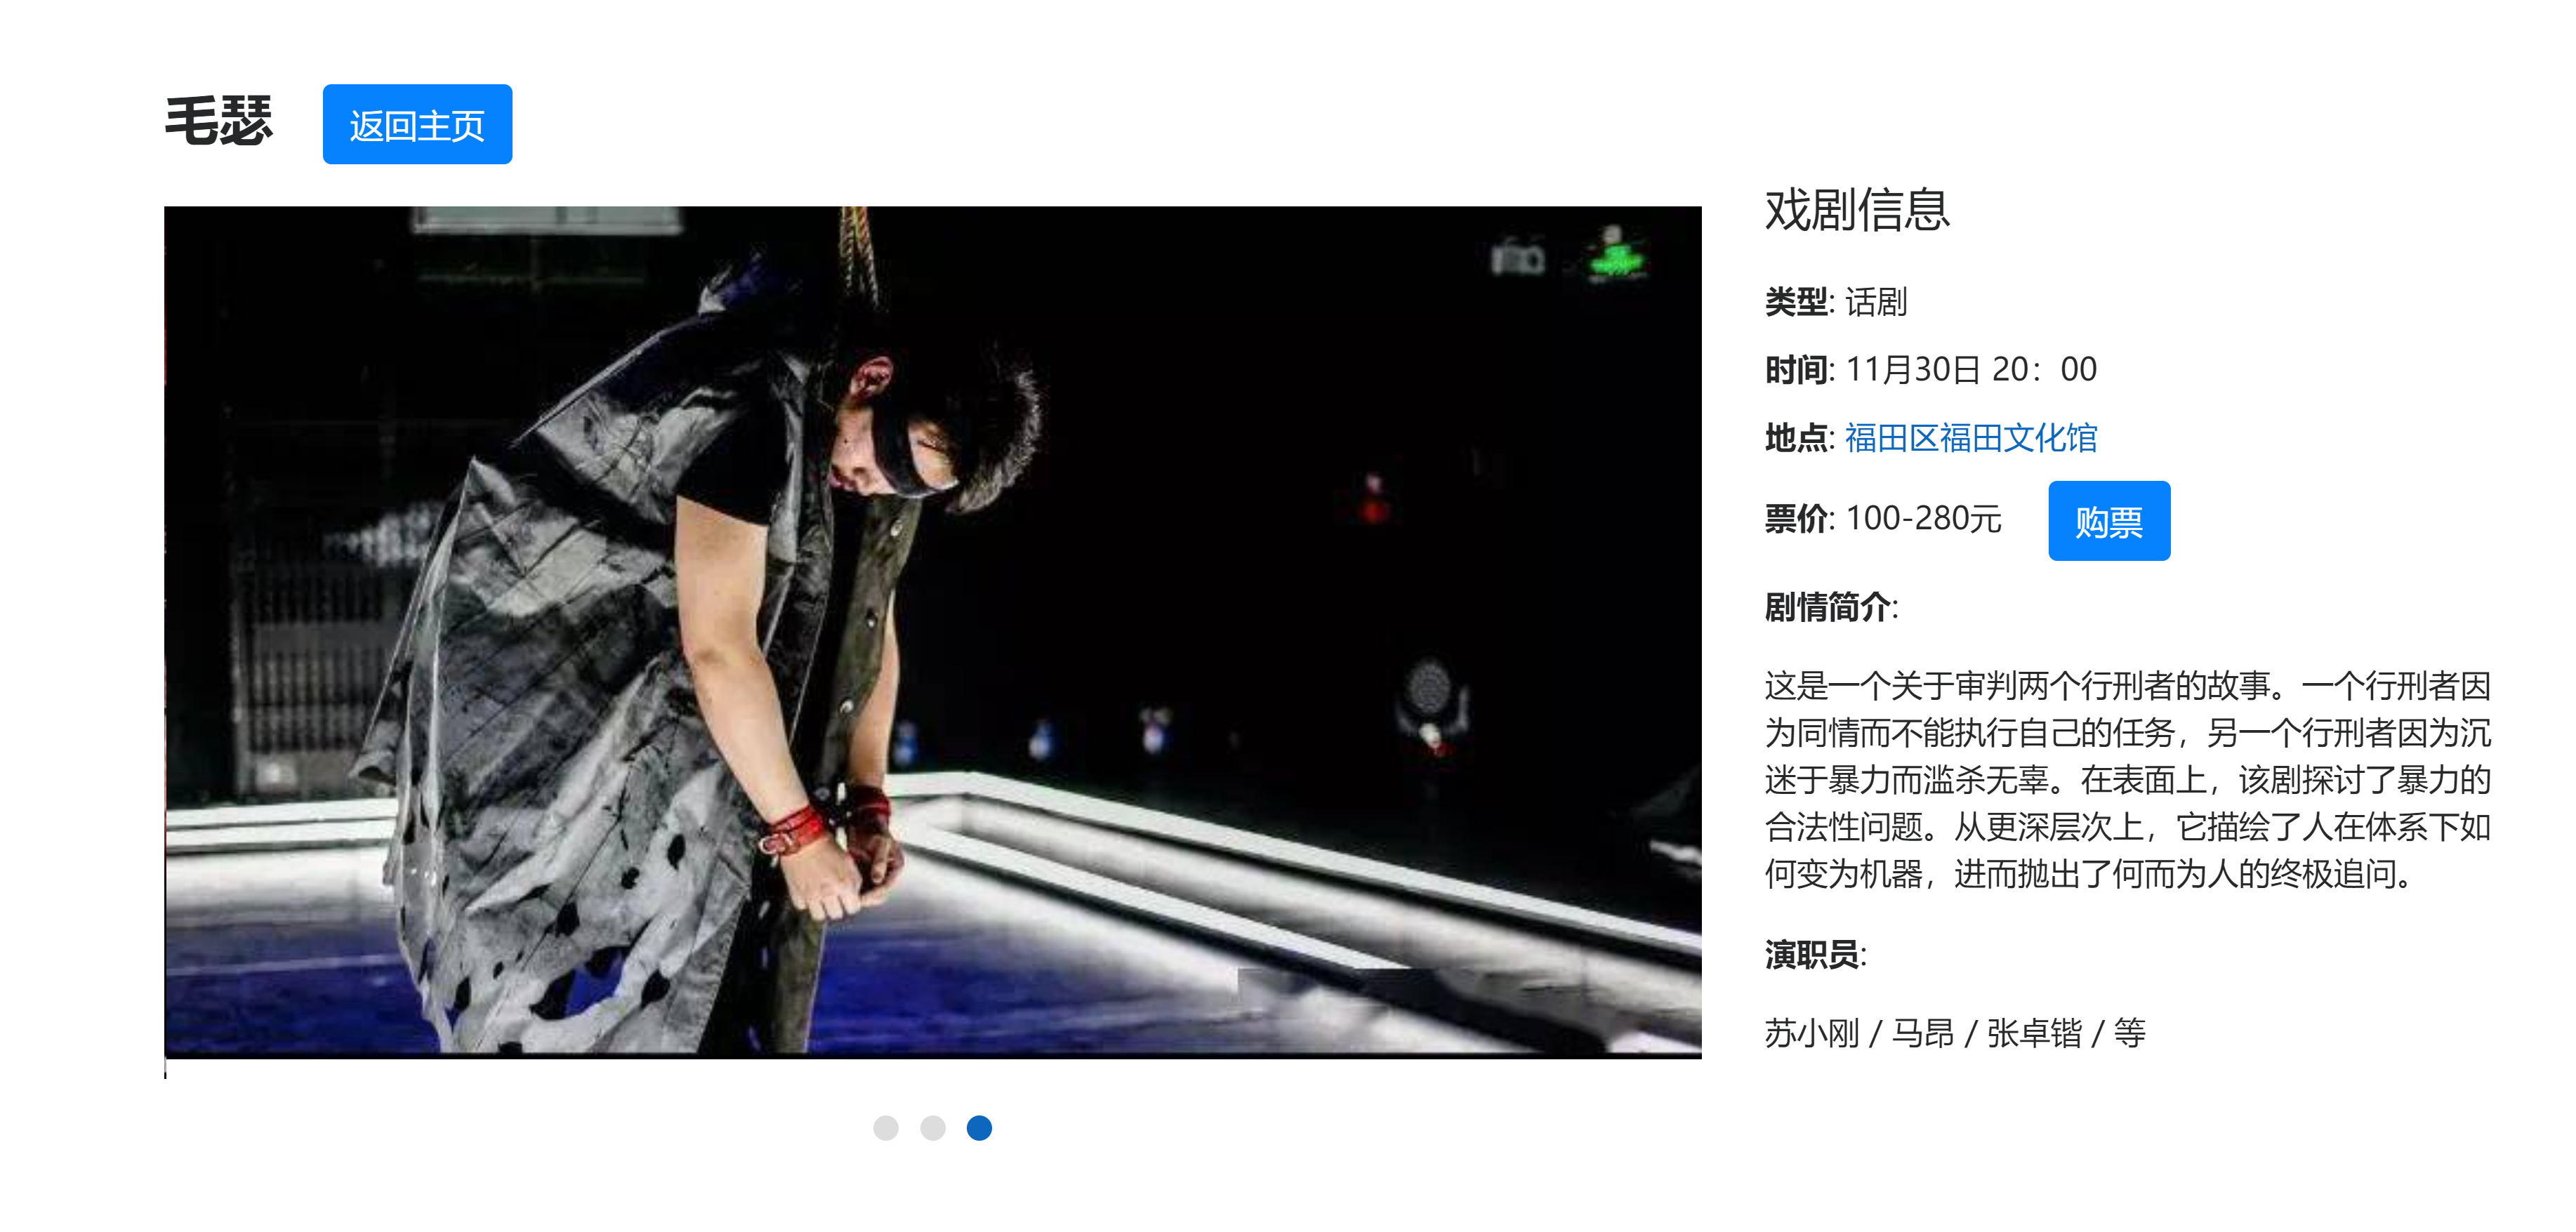 毛瑟
返回主页
戏剧信息
类型: 话剧
时间: 11月30日 20：00
地点: 福田区福田文化馆
票价: 100-280元
购票
剧情简介:
这是一个关于审判两个行刑者的故事。一个行刑者因
为同情而不能执行自己的任务，另一个行刑者因为沉
迷于暴力而滥杀无辜。在表面上，该剧探讨了暴力的
合法性问题。从更深层次上，它描绘了人在体系下如
何变为机器，进而抛出了何而为人的终极追问。
演职员:
苏小刚 / 马昂 / 张卓锴 / 等